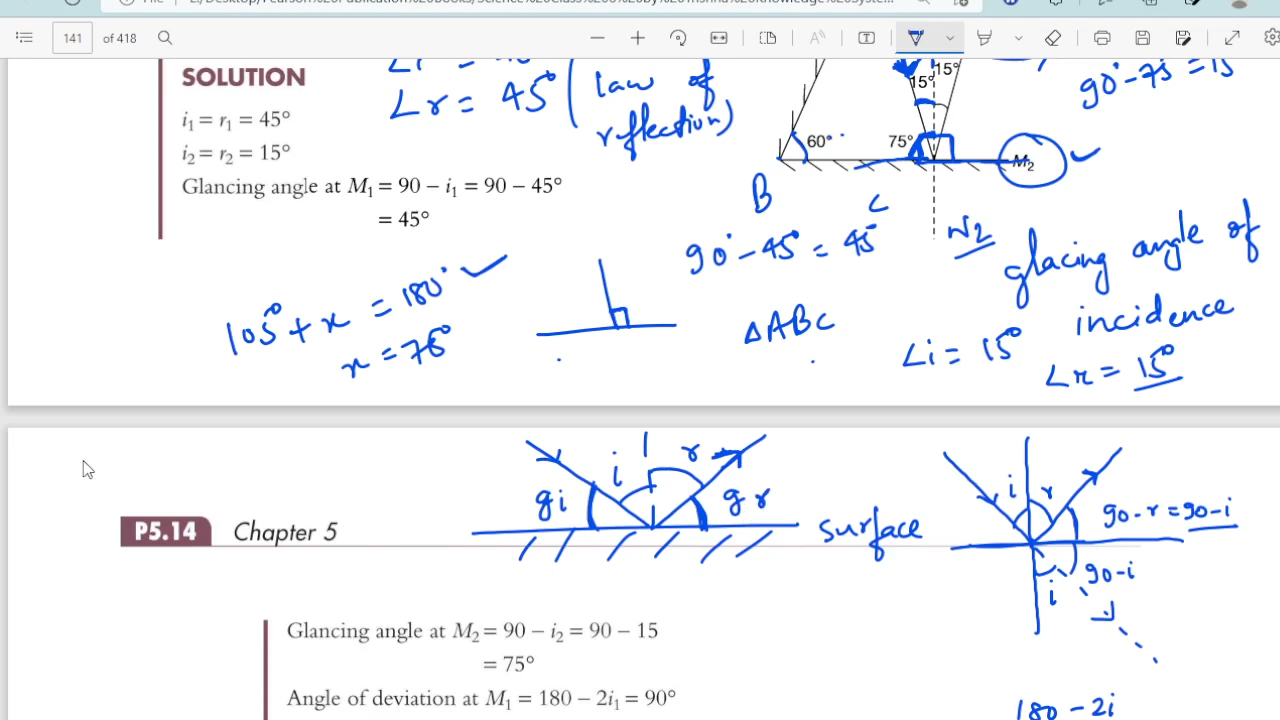 141 of 418
SOLUTION
i₁ = r₁ = 45°
i₂ = r₂ = 15°
Glancing angle at M₁ = 90 – i₁ = 90 – 45°
= 45°
∠r = 45° (law of reflection)
15° 15°
90° - 75 = 15
60° 75° M₂
B C
N2
90° - 45° = 45°
glacing angle of
incidence
105° + x = 180°
x = 75°
△ABC
∠i = 15°
∠r = 15°
i r
gi gr
surface
i r
90 - r = 90 - i
90 - i
i
P5.14 Chapter 5
Glancing angle at M₂ = 90 – i₂ = 90 – 15
= 75°
Angle of deviation at M₁ = 180 – 2i₁ = 90°
180 - 2i